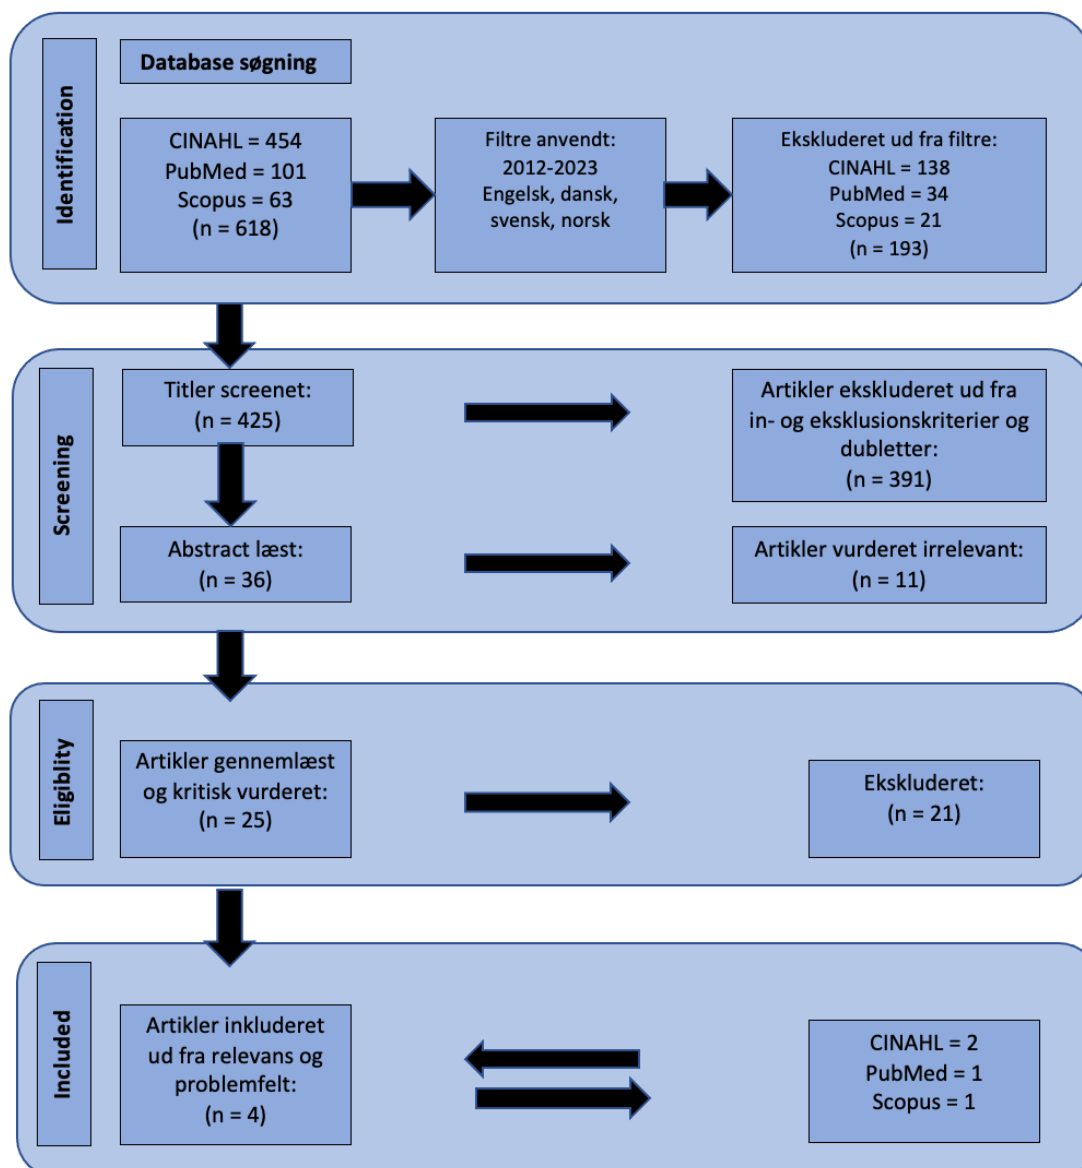 Identification
Database søgning
CINAHL = 454
PubMed = 101
Scopus = 63
(n = 618)
Filtre anvendt:
2012-2023
Engelsk, dansk,
svensk, norsk
Ekskluderet ud fra filtre:
CINAHL = 138
PubMed = 34
Scopus = 21
(n = 193)
Screening
Titler screenet:
(n = 425)
Artikler ekskluderet ud fra
in- og eksklusionskriterier og
dubletter:
(n = 391)
Abstract læst:
(n = 36)
Artikler vurderet irrelevant:
(n = 11)
Eligiblity
Artikler gennemlæst
og kritisk vurderet:
(n = 25)
Ekskluderet:
(n = 21)
Included
Artikler inkluderet
ud fra relevans og
problemfelt:
(n = 4)
CINAHL = 2
PubMed = 1
Scopus = 1